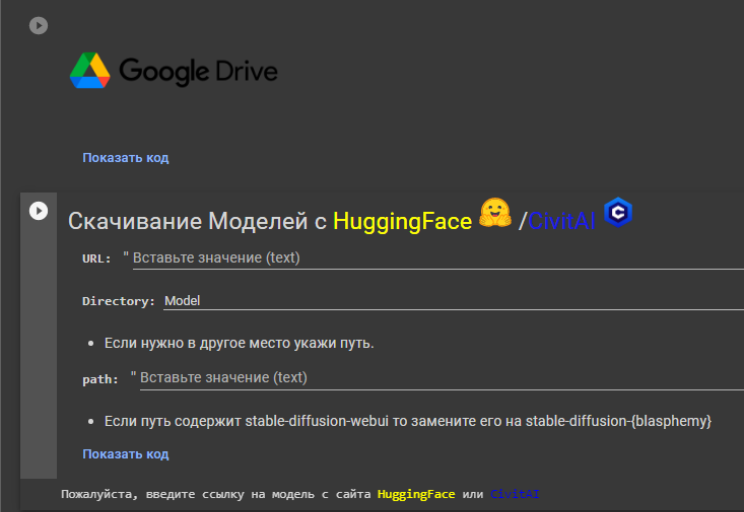 Google Drive
Показать код
Скачивание Моделей с HuggingFace /CivitAI
URL: " Вставьте значение (text)
Directory: Model
• Если нужно в другое место укажи путь.
path: " Вставьте значение (text)
• Если путь содержит stable-diffusion-webui то замените его на stable-diffusion-{blasphemy}
Показать код
Пожалуйста, введите ссылку на модель с сайта HuggingFace или CivitAI